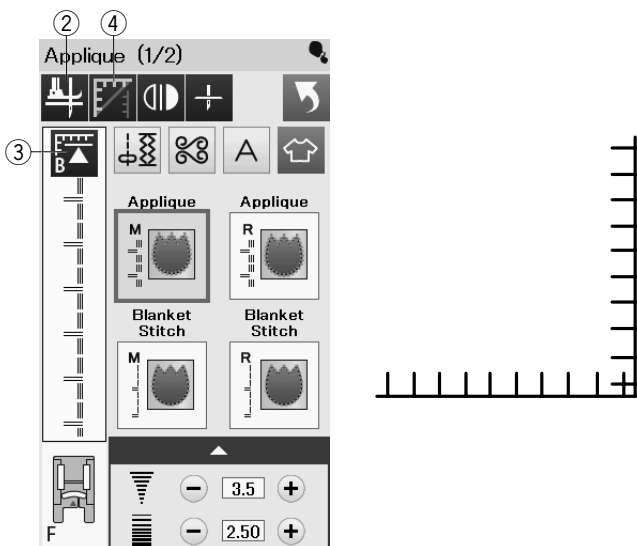 ② ④
Applique (1/2)
③
E
B
A
Applique Applique
M R
Blanket Blanket
Stitch Stitch
M R
3.5
F
2.50